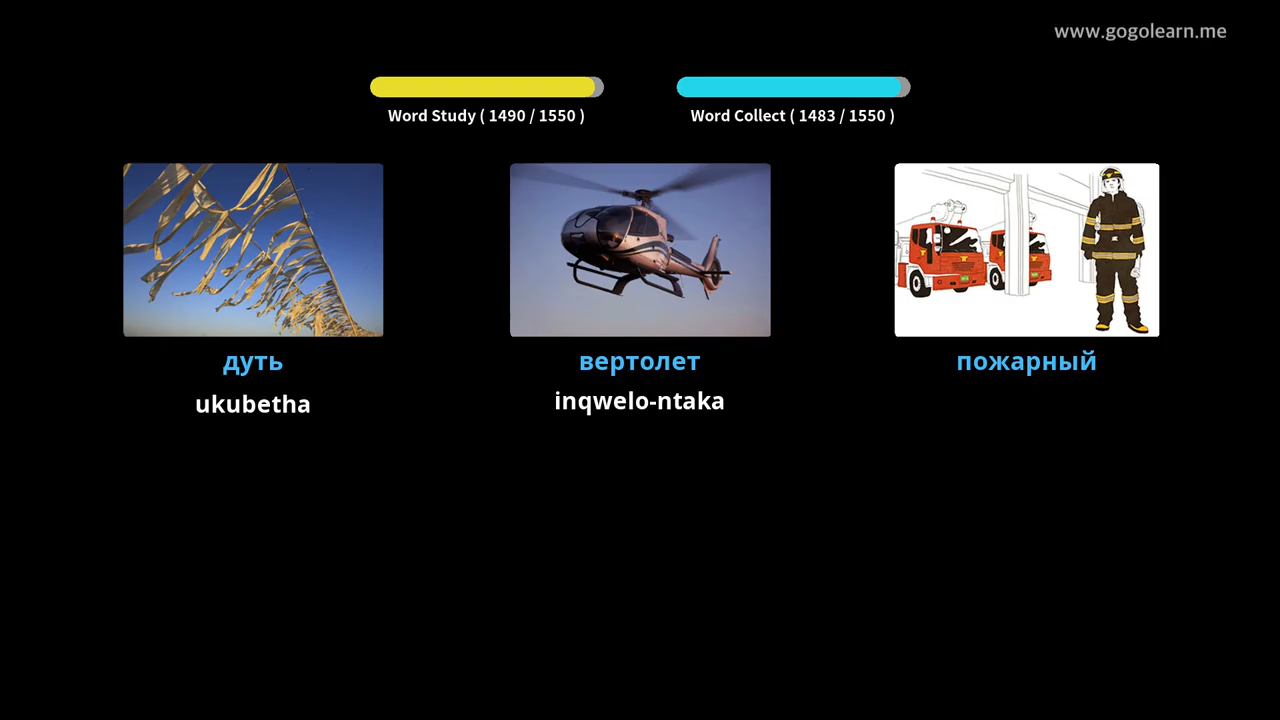 www.gogolearn.me
Word Study ( 1490 / 1550 )
Word Collect ( 1483 / 1550 )
дуть
вертолет
пожарный
ukubetha
inqwelo-ntaka